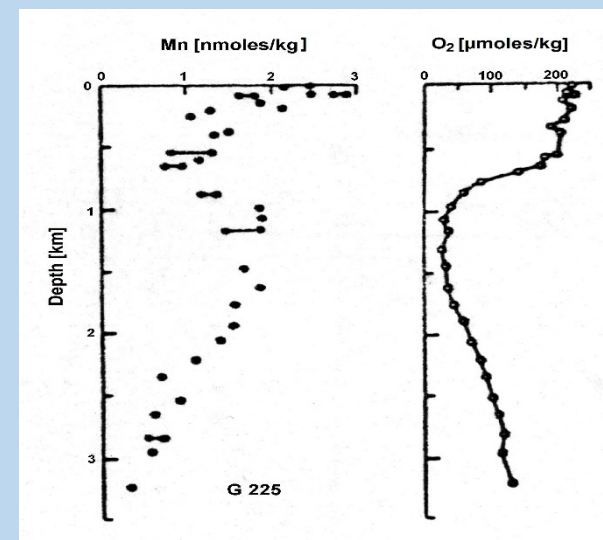 Mn [nmoles/kg]
O₂ [µmoles/kg]
0 1 2 3
0 100 200
0
1
2
3
Depth [km]
G 225